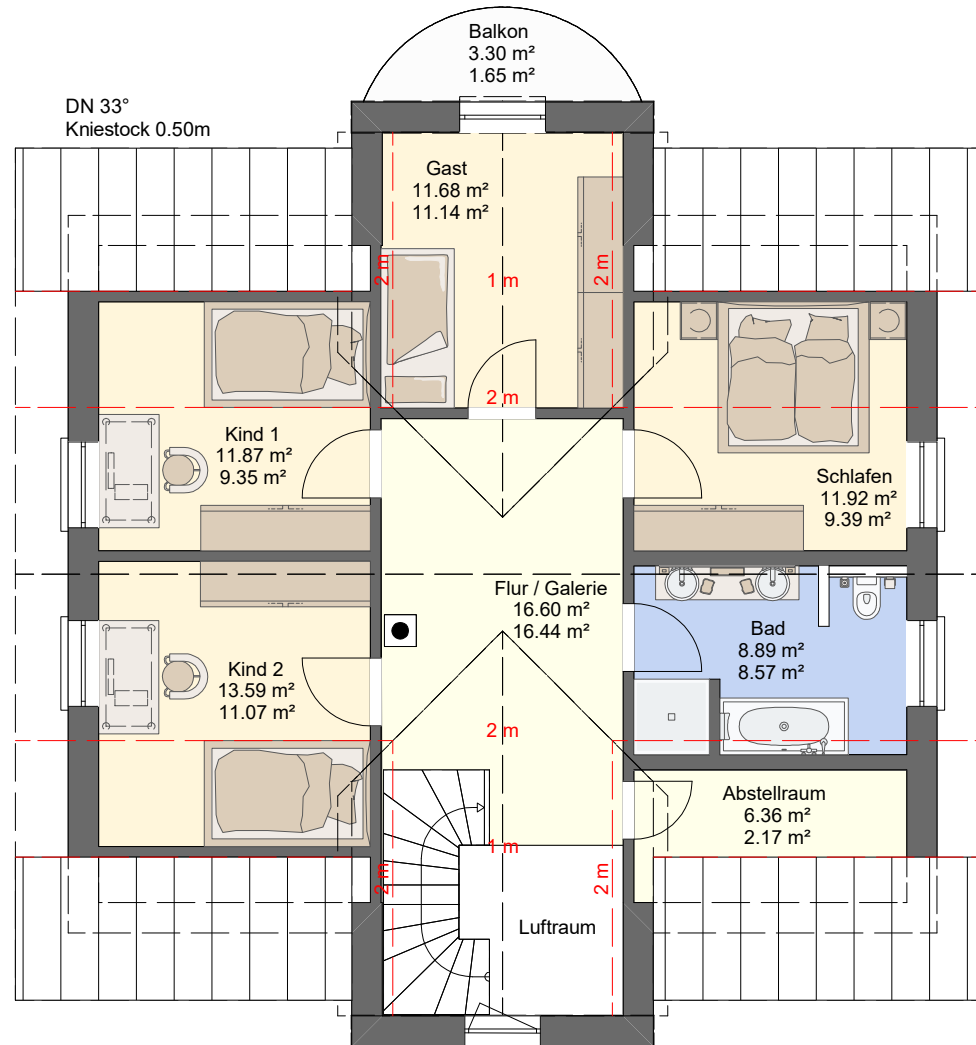 Balkon
3.30 m²
1.65 m²
DN 33°
Kniestock 0.50m
Gast
11.68 m²
11.14 m²
2 m
1 m
2 m
2 m
Kind 1
11.87 m²
9.35 m²
Schlafen
11.92 m²
9.39 m²
Flur / Galerie
16.60 m²
16.44 m²
Bad
8.89 m²
8.57 m²
Kind 2
13.59 m²
11.07 m²
2 m
Abstellraum
6.36 m²
2.17 m²
1 m
2 m
2 m
Luftraum